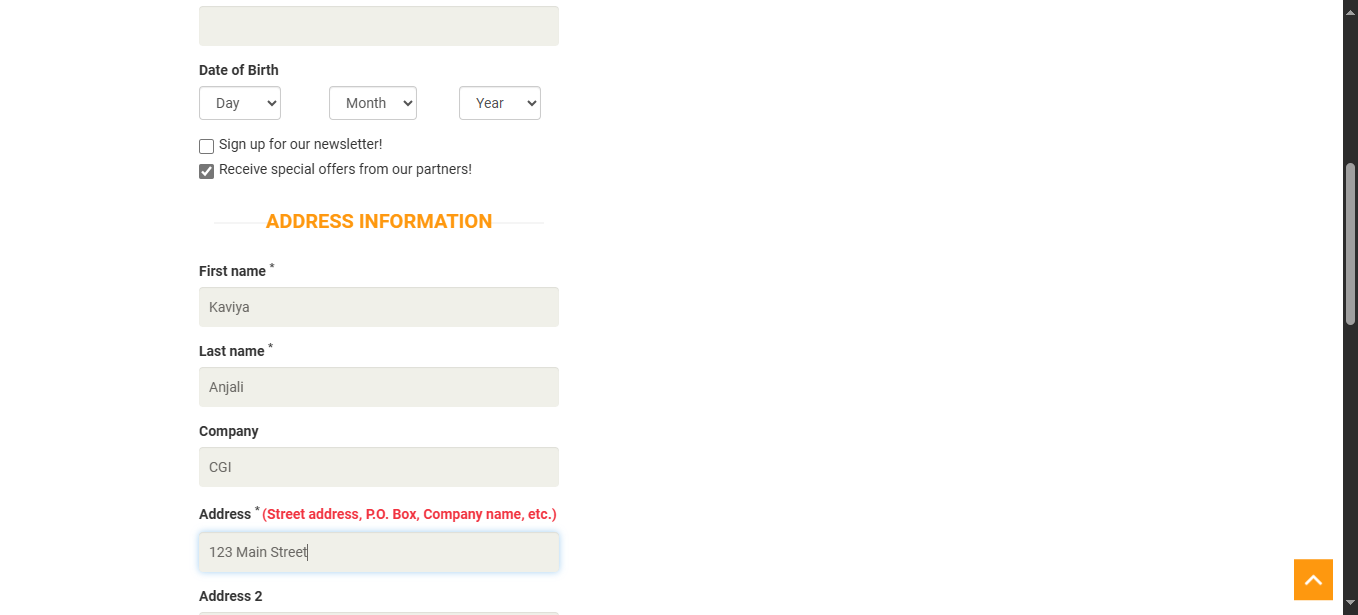 Date of Birth
Day Month Year
Sign up for our newsletter!
Receive special offers from our partners!
ADDRESS INFORMATION
First name *
Kaviya
Last name *
Anjali
Company
CGI
Address * (Street address, P.O. Box, Company name, etc.)
123 Main Street
Address 2